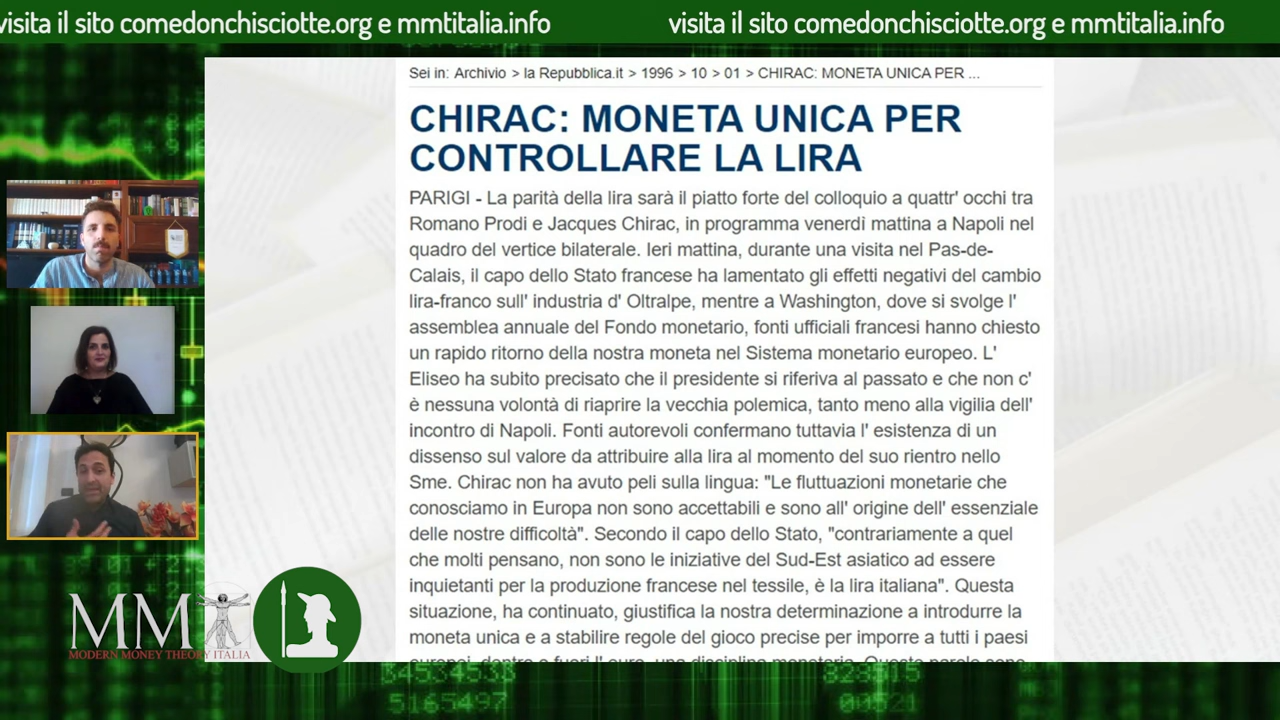 visita il sito comedonchisciotte.org e mmtitalia.info
visita il sito comedonchisciotte.org e mmtitalia.info
Sei in: Archivio > la Repubblica.it > 1996 > 10 > 01 > CHIRAC: MONETA UNICA PER ...
CHIRAC: MONETA UNICA PER
CONTROLLARE LA LIRA
PARIGI - La parità della lira sarà il piatto forte del colloquio a quattr' occhi tra
Romano Prodi e Jacques Chirac, in programma venerdì mattina a Napoli nel
quadro del vertice bilaterale. Ieri mattina, durante una visita nel Pas-de-
Calais, il capo dello Stato francese ha lamentato gli effetti negativi del cambio
lira-franco sull' industria d' Oltralpe, mentre a Washington, dove si svolge l'
assemblea annuale del Fondo monetario, fonti ufficiali francesi hanno chiesto
un rapido ritorno della nostra moneta nel Sistema monetario europeo. L'
Eliseo ha subito precisato che il presidente si riferiva al passato e che non c'
è nessuna volontà di riaprire la vecchia polemica, tanto meno alla vigilia dell'
incontro di Napoli. Fonti autorevoli confermano tuttavia l' esistenza di un
dissenso sul valore da attribuire alla lira al momento del suo rientro nello
Sme. Chirac non ha avuto peli sulla lingua: "Le fluttuazioni monetarie che
conosciamo in Europa non sono accettabili e sono all' origine dell' essenziale
delle nostre difficoltà". Secondo il capo dello Stato, "contrariamente a quel
che molti pensano, non sono le iniziative del Sud-Est asiatico ad essere
inquietanti per la produzione francese nel tessile, è la lira italiana". Questa
situazione, ha continuato, giustifica la nostra determinazione a introdurre la
moneta unica e a stabilire regole del gioco precise per imporre a tutti i paesi
MMT
MODERN MONEY THEORY ITALIA
5165497